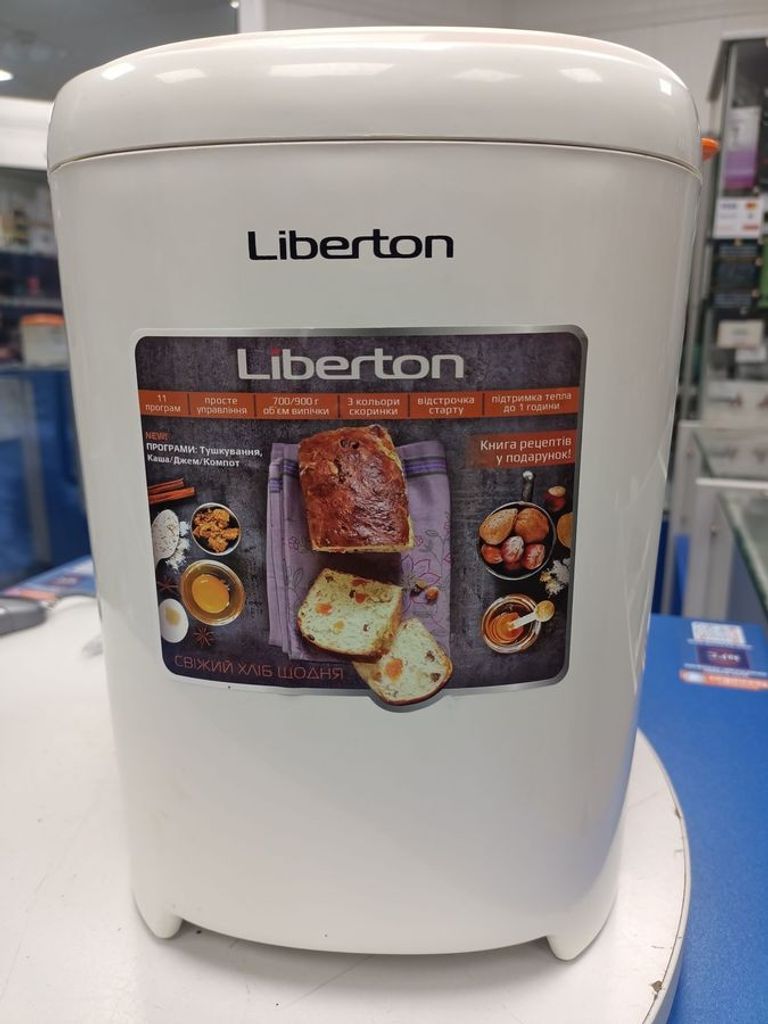 Liberton
Liberton
11 програм
просте управління
700/900 г об'єм випічки
3 кольори скоринки
відстрочка старту
підтримка тепла до 1 години
NEW!
ПРОГРАМИ: Тушкування,
Каша/Джем/Компот
Книга рецептів
у подарунок!
СВІЖИЙ ХЛІБ ЩОДНЯ